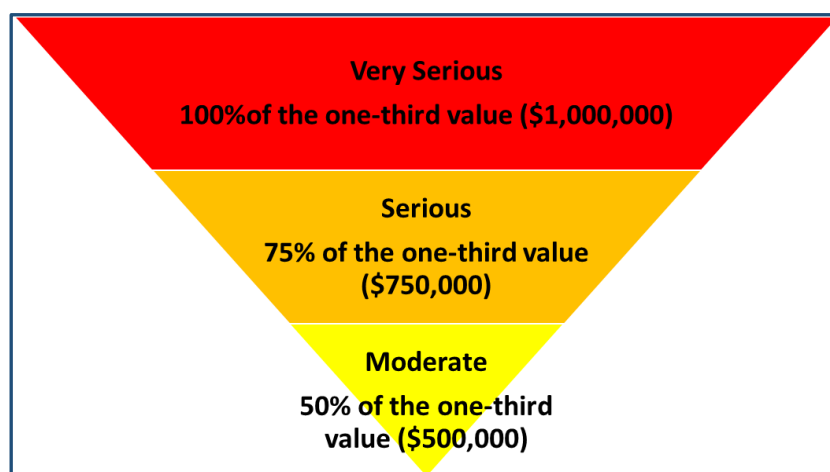 Very Serious
100%of the one-third value ($1,000,000)
Serious
75% of the one-third value
($750,000)
Moderate
50% of the one-third
value ($500,000)